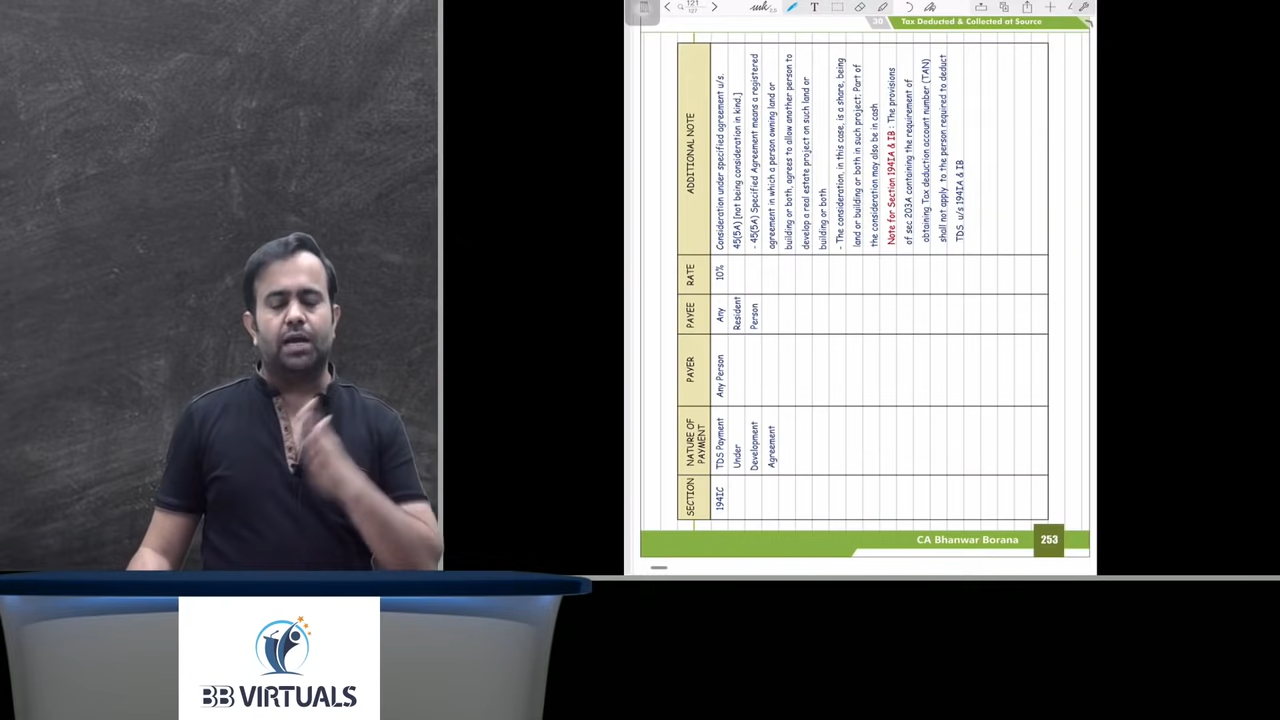 121
127
2.5
30 Tax Deducted & Collected at Source
SECTION
NATURE OF
PAYMENT
PAYER
PAYEE
RATE
ADDITIONAL NOTE
194IC
TDS Payment
Under
Development
Agreement
Any Person
Any
Resident
Person
10%
Consideration under specified agreement u/s.
45(5A) [not being consideration in kind.]
- 45(5A) Specified Agreement means a registered
agreement in which a person owning land or
building or both, agrees to allow another person to
develop a real estate project on such land or
building or both
- The consideration, in this case, is a share, being
land or building or both in such project; Part of
the consideration may also be in cash
Note for Section 194IA & IB : The provisions
of sec 203A containing the requirement of
obtaining Tax deduction account number (TAN)
shall not apply to the person required to deduct
TDS u/s 194IA & IB
CA Bhanwar Borana 253
BB VIRTUALS